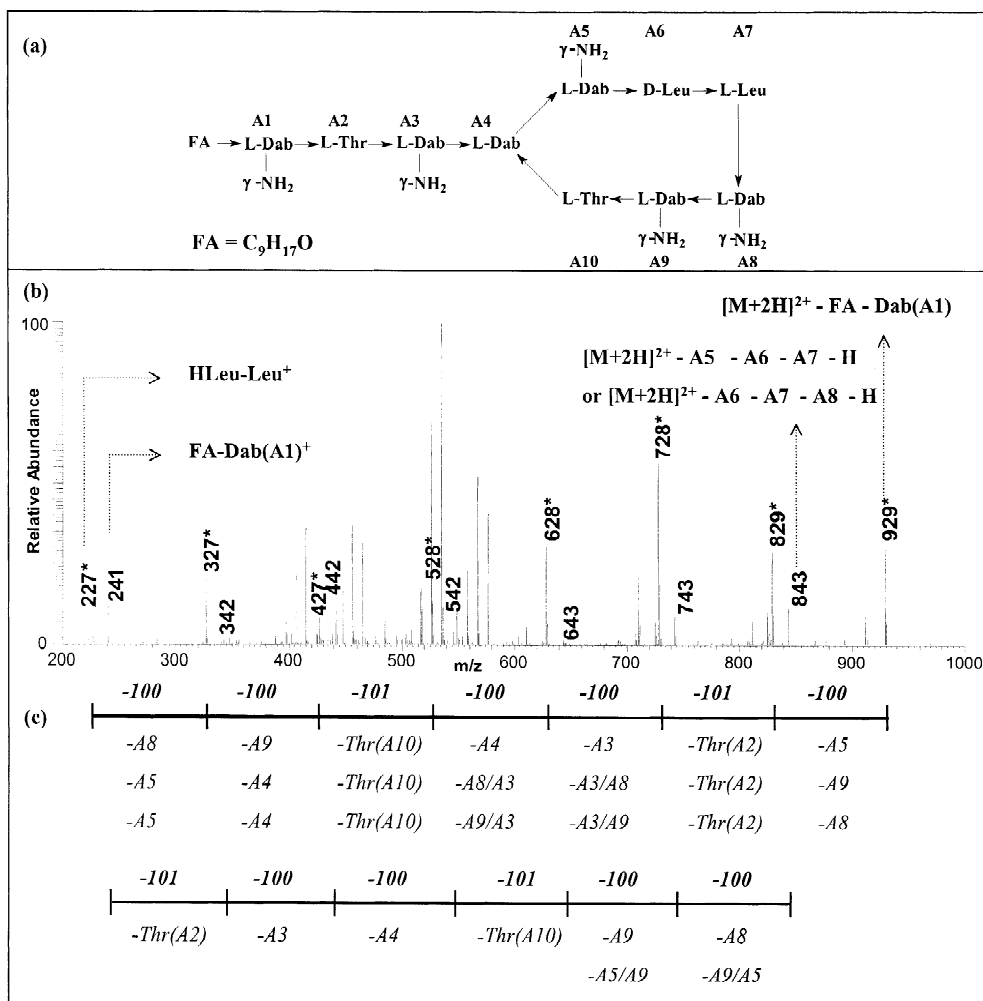 (a)
A5 A6 A7
γ-NH2
L-Dab → D-Leu → L-Leu
A1 A2 A3 A4
FA → L-Dab → L-Thr → L-Dab → L-Dab
γ-NH2 γ-NH2
L-Thr ← L-Dab ← L-Dab
γ-NH2 γ-NH2
FA = C9H17O
A10 A9 A8
(b)
[M+2H]2+ - FA - Dab(A1)
100
[M+2H]2+ - A5 - A6 - A7 - H
HLeu-Leu+
or [M+2H]2+ - A6 - A7 - A8 - H
FA-Dab(A1)+
Relative Abundance
227* 241 327* 342 427* 442 528* 542 628* 643 728* 743 829* 843 929*
0
200 300 400 500 600 700 800 900 1000
m/z
(c)
-100 -100 -101 -100 -100 -101 -100
-A8 -A9 -Thr(A10) -A4 -A3 -Thr(A2) -A5
-A5 -A4 -Thr(A10) -A8/A3 -A3/A8 -Thr(A2) -A9
-A5 -A4 -Thr(A10) -A9/A3 -A3/A9 -Thr(A2) -A8
-101 -100 -100 -101 -100 -100
-Thr(A2) -A3 -A4 -Thr(A10) -A9 -A8
-A5/A9 -A9/A5